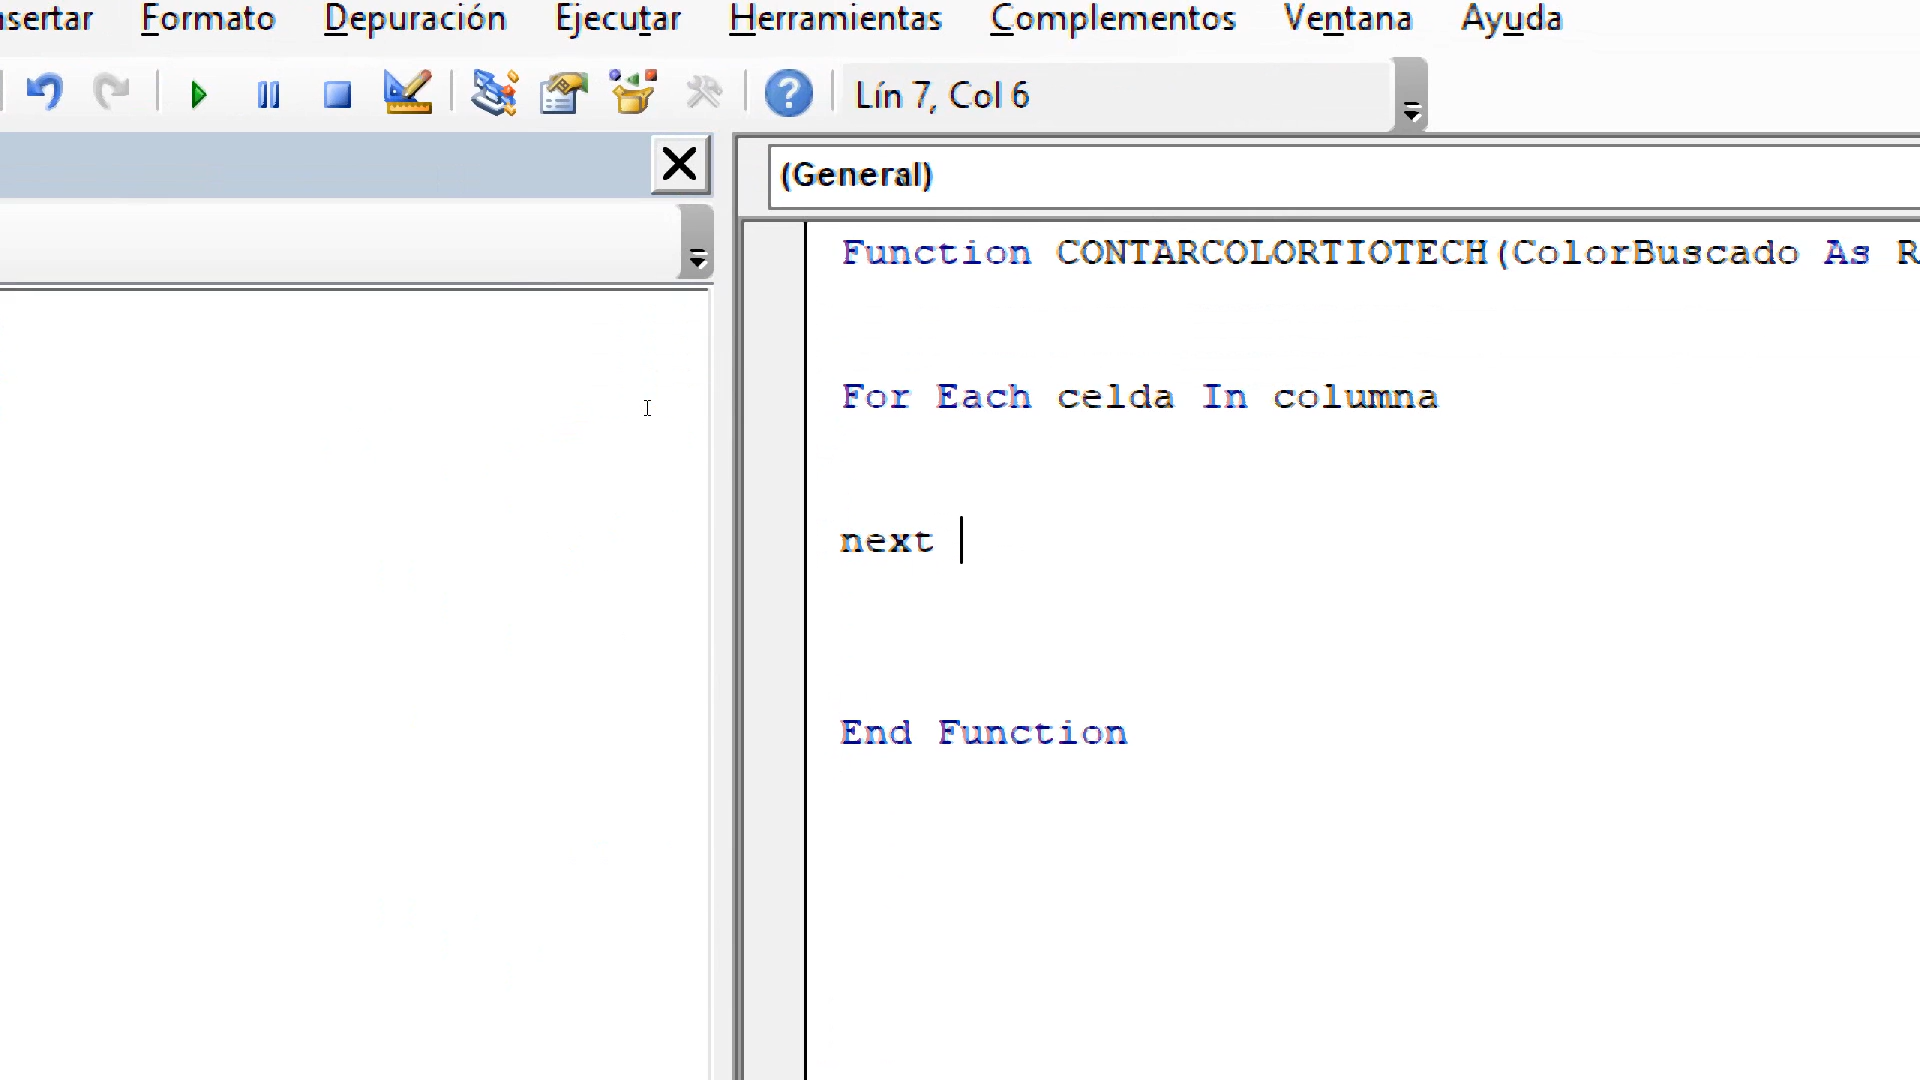 Formato Depuración Ejecutar Herramientas Complementos Ventana Ayuda
Lín 7, Col 6
(General)
Function CONTARCOLORTIOTECH(ColorBuscado As
For Each celda In columna
next
End Function